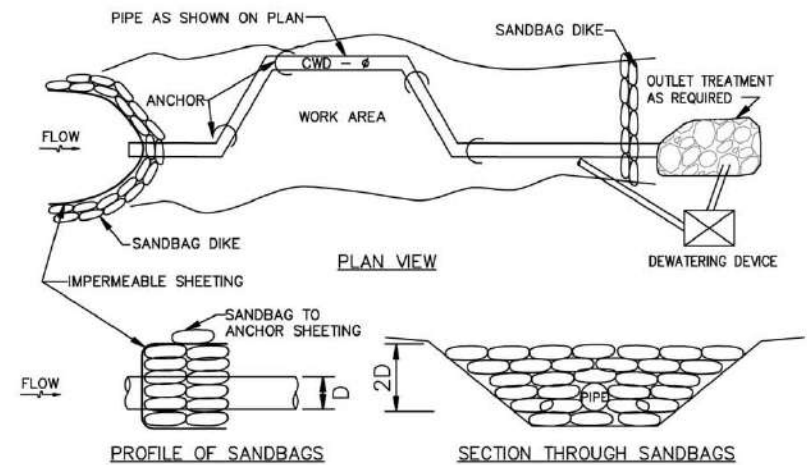 PIPE AS SHOWN ON PLAN
SANDBAG DIKE
CWD - ø
OUTLET TREATMENT
AS REQUIRED
ANCHOR
WORK AREA
FLOW
SANDBAG DIKE
PLAN VIEW
DEWATERING DEVICE
IMPERMEABLE SHEETING
SANDBAG TO
ANCHOR SHEETING
FLOW
D
2D
PIPE
PROFILE OF SANDBAGS
SECTION THROUGH SANDBAGS